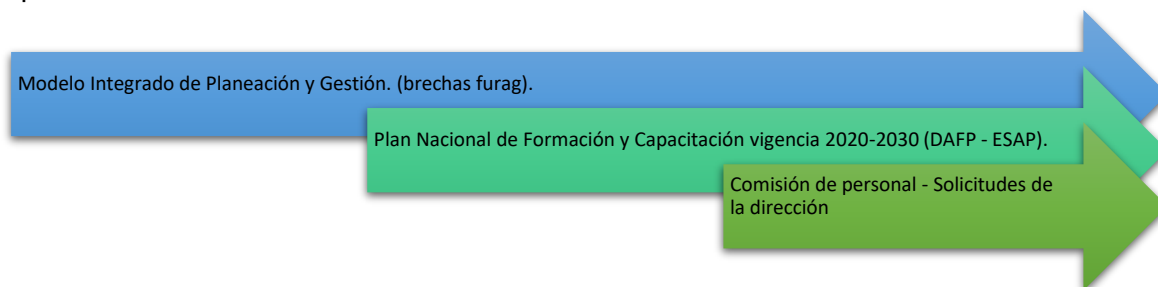 Modelo Integrado de Planeación y Gestión. (brechas furag).
Plan Nacional de Formación y Capacitación vigencia 2020-2030 (DAFP - ESAP).
Comisión de personal - Solicitudes de
la dirección